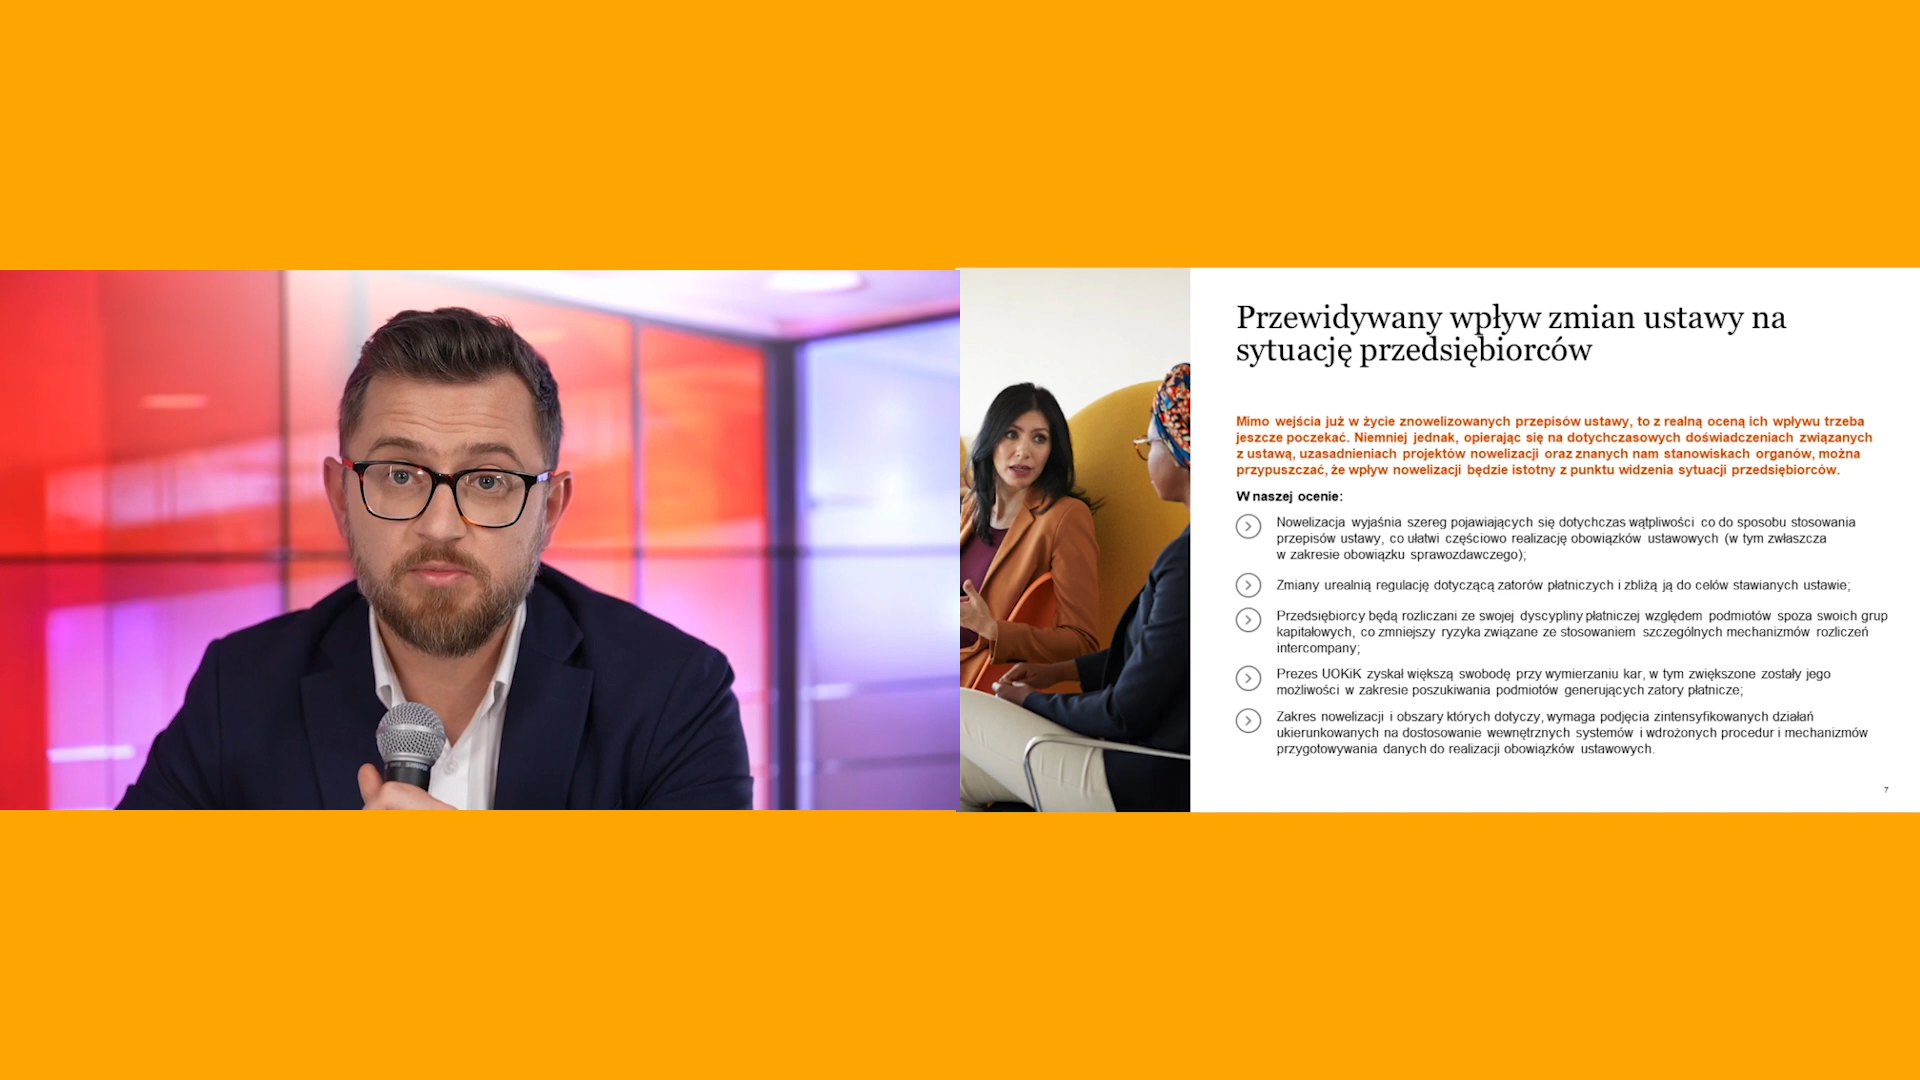 Przewidywany wpływ zmian ustawy na
sytuację przedsiębiorców
Mimo wejścia już w życie znowelizowanych przepisów ustawy, to z realną oceną ich wpływu trzeba
jeszcze poczekać. Niemniej jednak, opierając się na dotychczasowych doświadczeniach związanych
z ustawą, uzasadnieniach projektów nowelizacji oraz znanych nam stanowiskach organów, można
przypuszczać, że wpływ nowelizacji będzie istotny z punktu widzenia sytuacji przedsiębiorców.
W naszej ocenie:
Nowelizacja wyjaśnia szereg pojawiających się dotychczas wątpliwości co do sposobu stosowania
przepisów ustawy, co ułatwi częściowo realizację obowiązków ustawowych (w tym zwłaszcza
w zakresie obowiązku sprawozdawczego);
Zmiany urealnią regulację dotyczącą zatorów płatniczych i zbliżą ją do celów stawianych ustawie;
Przedsiębiorcy będą rozliczani ze swojej dyscypliny płatniczej względem podmiotów spoza swoich grup
kapitałowych, co zmniejszy ryzyka związane ze stosowaniem szczególnych mechanizmów rozliczeń
intercompany;
Prezes UOKiK zyskał większą swobodę przy wymierzaniu kar, w tym zwiększone zostały jego
możliwości w zakresie poszukiwania podmiotów generujących zatory płatnicze;
Zakres nowelizacji i obszary których dotyczy, wymaga podjęcia zintensyfikowanych działań
ukierunkowanych na dostosowanie wewnętrznych systemów i wdrożonych procedur i mechanizmów
przygotowywania danych do realizacji obowiązków ustawowych.
7